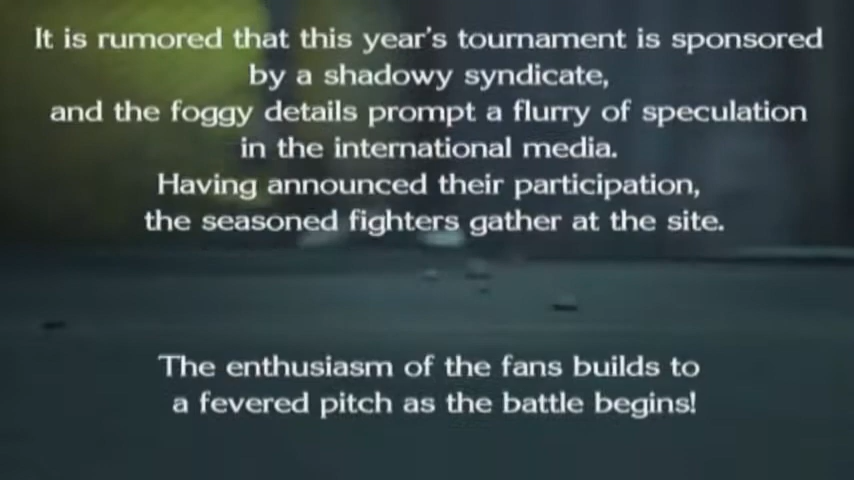 It is rumored that this year's tournament is sponsored
by a shadowy syndicate,
and the foggy details prompt a flurry of speculation
in the international media.
Having announced their participation,
the seasoned fighters gather at the site.
The enthusiasm of the fans builds to
a fevered pitch as the battle begins!